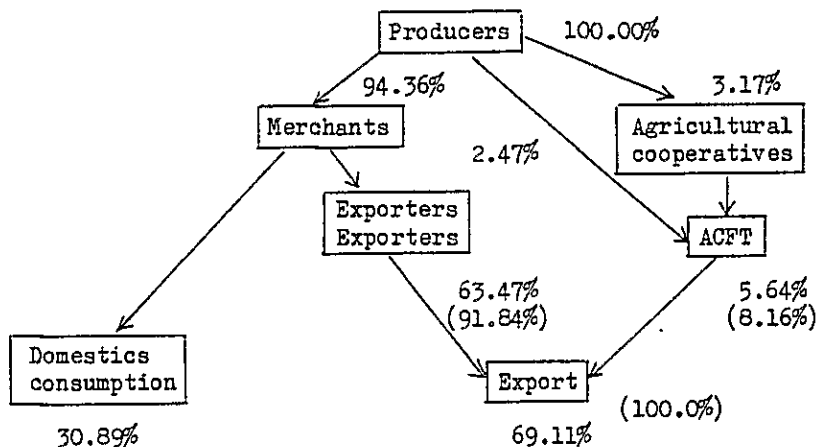 Producers
100.00%
94.36%
3.17%
Merchants
Agricultural
cooperatives
2.47%
Exporters
Exporters
ACFT
63.47%
(91.84%)
5.64%
(8.16%)
Domestics
consumption
Export
(100.0%)
30.89%
69.11%